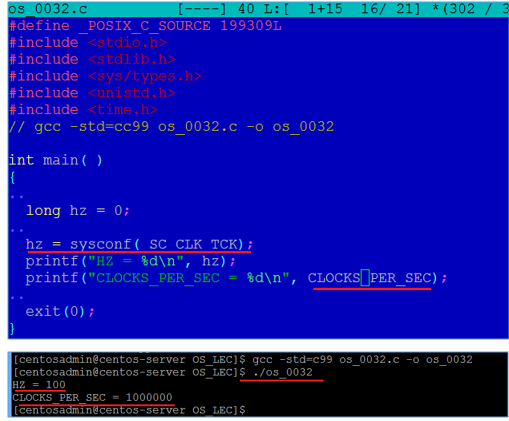 os_0032.c [----] 40 L:[ 1+15 16/ 21] *(302 / 3
#define _POSIX_C_SOURCE 199309L
#include <stdio.h>
#include <stdlib.h>
#include <sys/types.h>
#include <unistd.h>
#include <time.h>
// gcc -std=cc99 os_0032.c -o os_0032
int main( )
{
long hz = 0;
hz = sysconf(_SC_CLK_TCK);
printf("HZ = %d\n", hz);
printf("CLOCKS_PER_SEC = %d\n", CLOCKS_PER_SEC);
exit(0);
}
[centosadmin@centos-server OS_LEC]$ gcc -std=c99 os_0032.c -o os_0032
[centosadmin@centos-server OS_LEC]$ ./os_0032
HZ = 100
CLOCKS_PER_SEC = 1000000
[centosadmin@centos-server OS_LEC]$